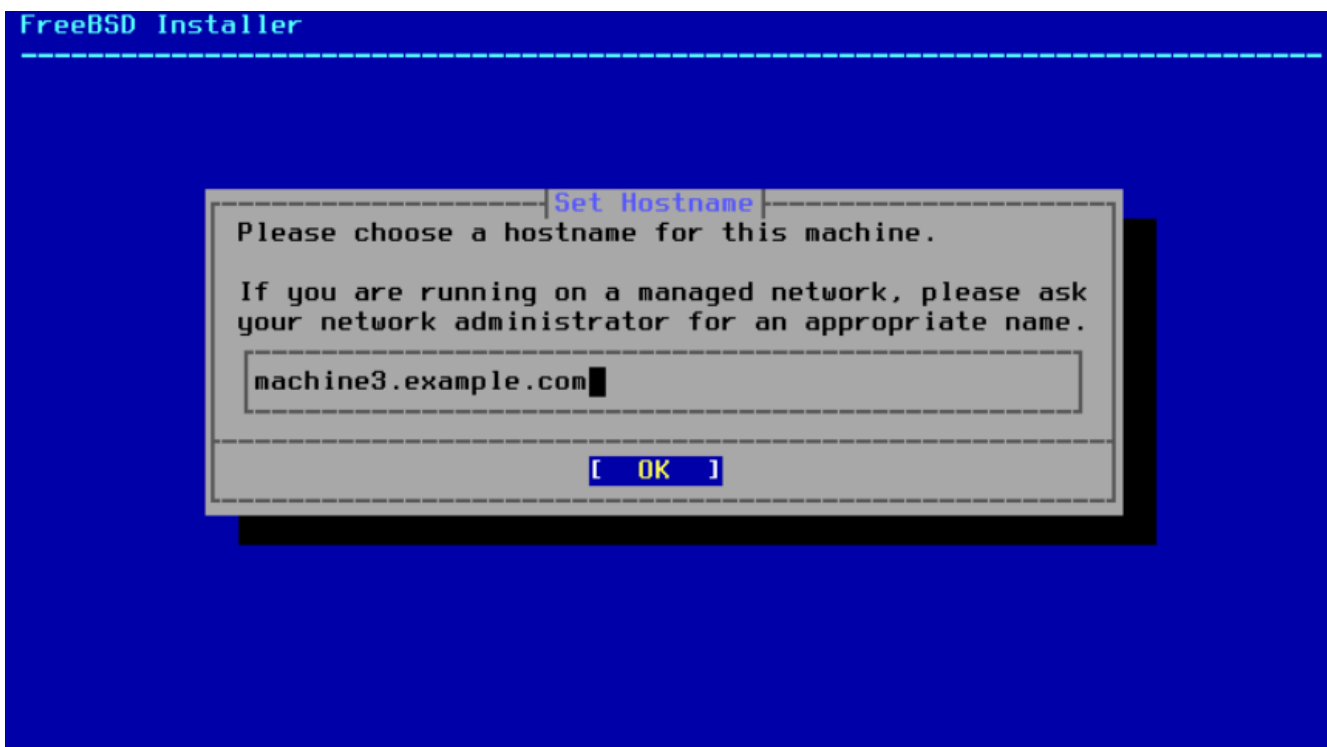 FreeBSD Installer
Set Hostname
Please choose a hostname for this machine.
If you are running on a managed network, please ask
your network administrator for an appropriate name.
machine3.example.com
[ OK ]